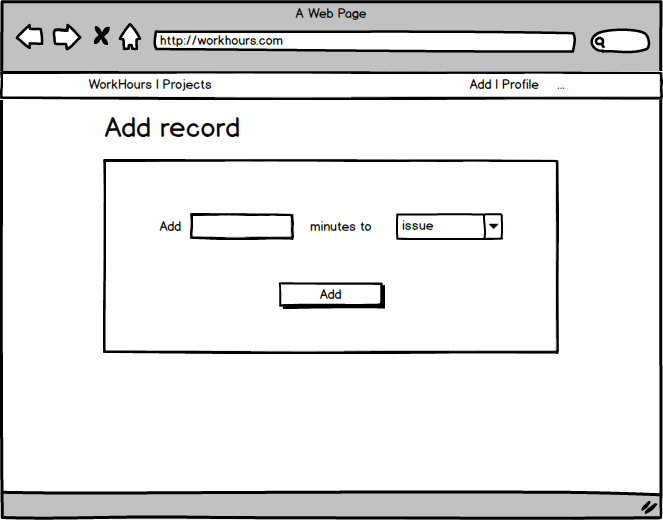 A Web Page
http://workhours.com
WorkHours | Projects Add | Profile ...
Add record
Add minutes to issue
Add